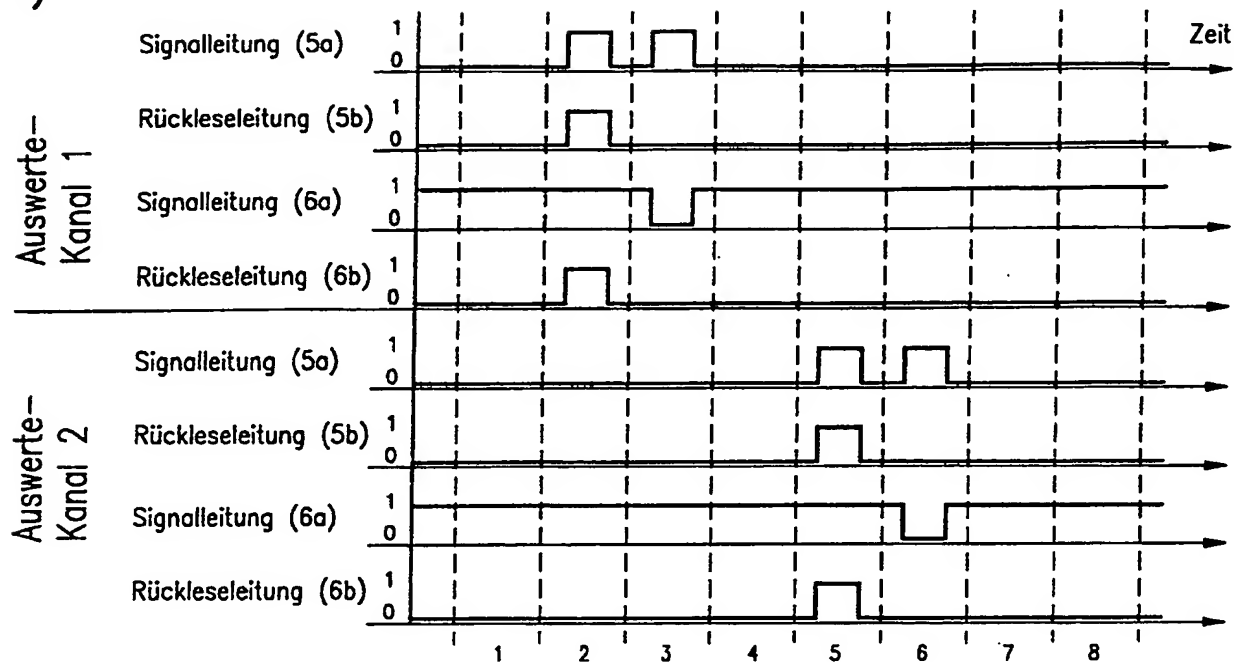 )
Zeit
Auswerte-
Kanal 1
Signalleitung (5a)
1
0
Rückleseleitung (5b)
1
0
Signalleitung (6a)
1
0
Rückleseleitung (6b)
1
0
Auswerte-
Kanal 2
Signalleitung (5a)
1
0
Rückleseleitung (5b)
1
0
Signalleitung (6a)
1
0
Rückleseleitung (6b)
1
0
1 2 3 4 5 6 7 8